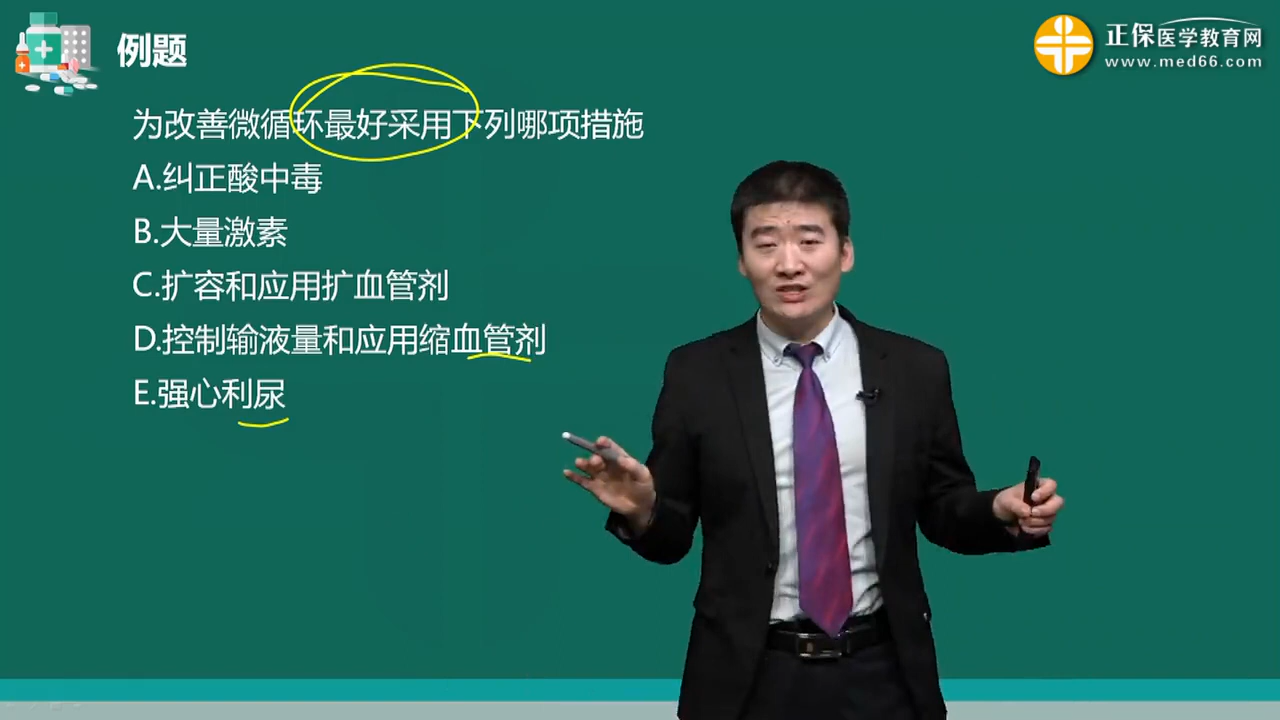 例题
正保医学教育网
www.med66.com
为改善微循环最好采用下列哪项措施
A.纠正酸中毒
B.大量激素
C.扩容和应用扩血管剂
D.控制输液量和应用缩血管剂
E.强心利尿